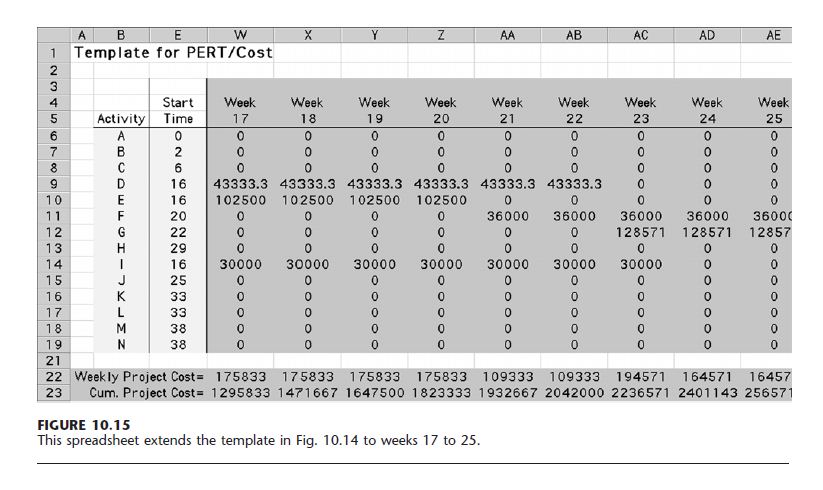 A B E W X Y Z AA AB AC AD AE
1 Template for PERT/Cost
2
3
4 Start Week Week Week Week Week Week Week Week Week
5 Activity Time 17 18 19 20 21 22 23 24 25
6 A 0 0 0 0 0 0 0 0 0 0
7 B 2 0 0 0 0 0 0 0 0 0
8 C 6 0 0 0 0 0 0 0 0 0
9 D 16 43333.3 43333.3 43333.3 43333.3 43333.3 43333.3 0 0 0
10 E 16 102500 102500 102500 102500 0 0 0 0 0
11 F 20 0 0 0 0 36000 36000 36000 36000 36000
12 G 22 0 0 0 0 0 0 128571 128571 12857
13 H 29 0 0 0 0 0 0 0 0 0
14 I 16 30000 30000 30000 30000 30000 30000 30000 0 0
15 J 25 0 0 0 0 0 0 0 0 0
16 K 33 0 0 0 0 0 0 0 0 0
17 L 33 0 0 0 0 0 0 0 0 0
18 M 38 0 0 0 0 0 0 0 0 0
19 N 38 0 0 0 0 0 0 0 0 0
21
22 Weekly Project Cost= 175833 175833 175833 175833 109333 109333 194571 164571 16457
23 Cum. Project Cost= 1295833 1471667 1647500 1823333 1932667 2042000 2236571 2401143 256571
FIGURE 10.15
This spreadsheet extends the template in Fig. 10.14 to weeks 17 to 25.